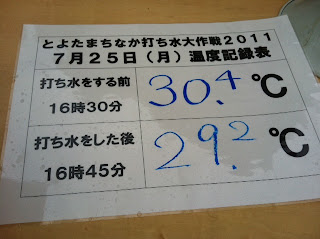 とよたまちなか打ち水大作戦2011
7月25日（月）温度記録表
打ち水をする前
16時30分
30.4℃
打ち水をした後
16時45分
29.2℃